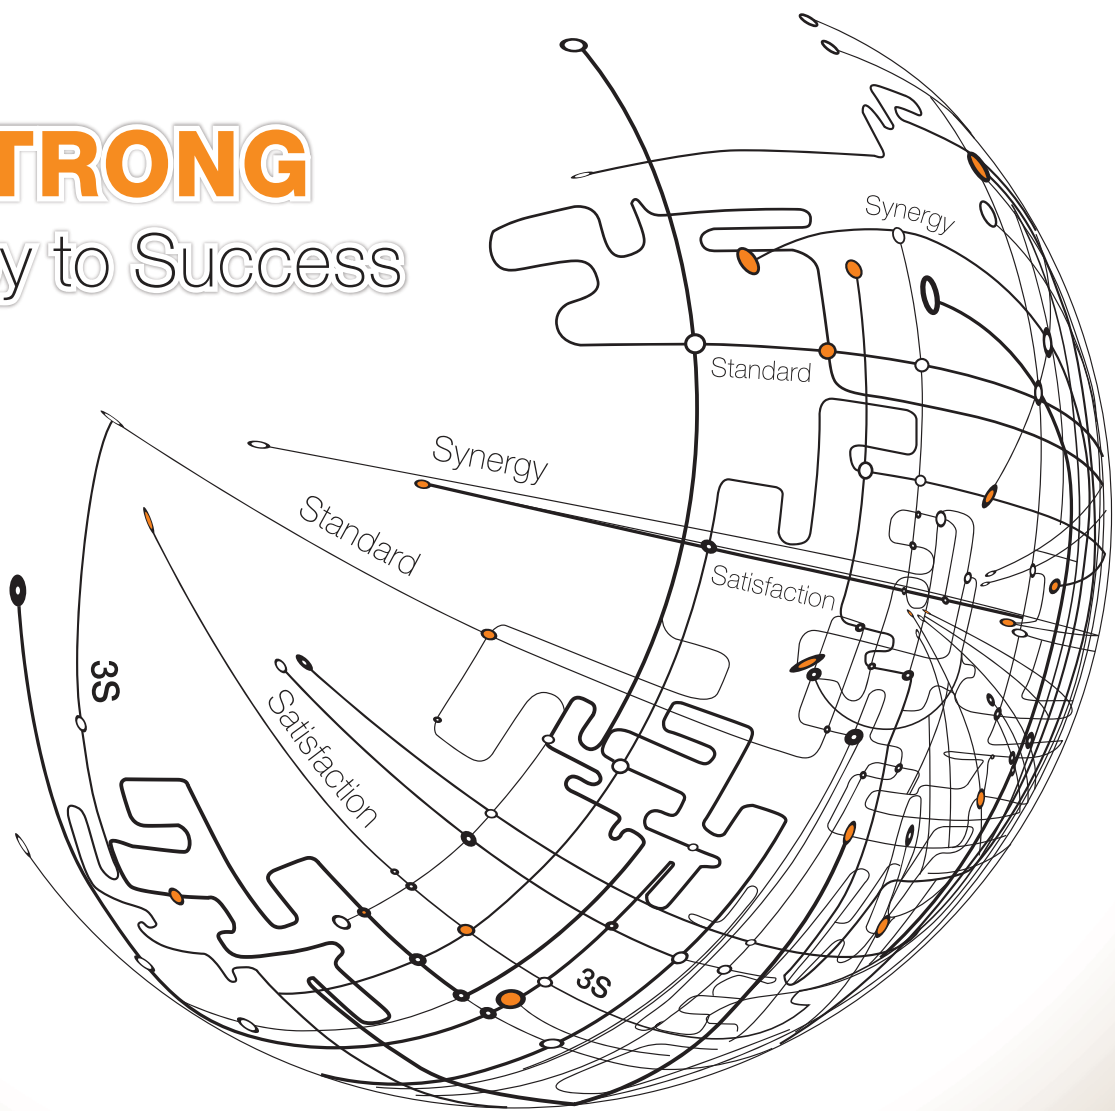 TRONG
y to Success
Synergy
Standard
Synergy
Standard
Satisfaction
3S
Satisfaction
3S